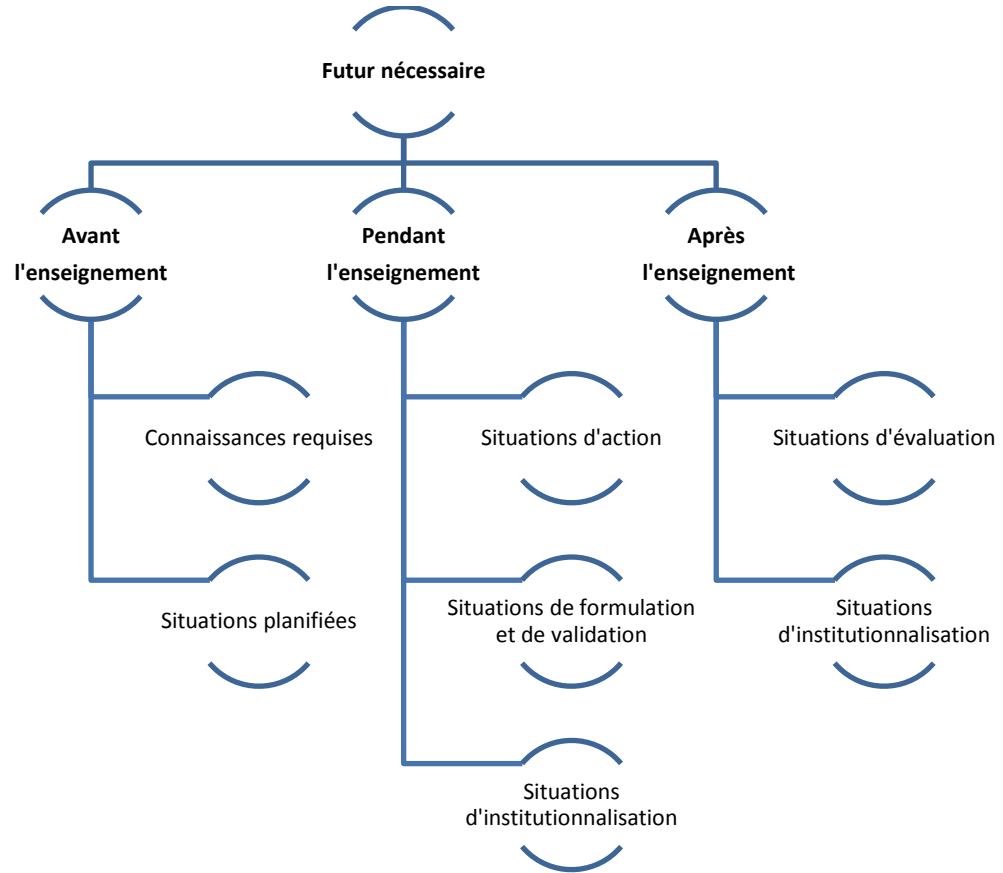 Futur nécessaire
Avant
l'enseignement
Pendant
l'enseignement
Après
l'enseignement
Connaissances requises
Situations d'action
Situations d'évaluation
Situations planifiées
Situations de formulation
et de validation
Situations
d'institutionnalisation
Situations
d'institutionnalisation